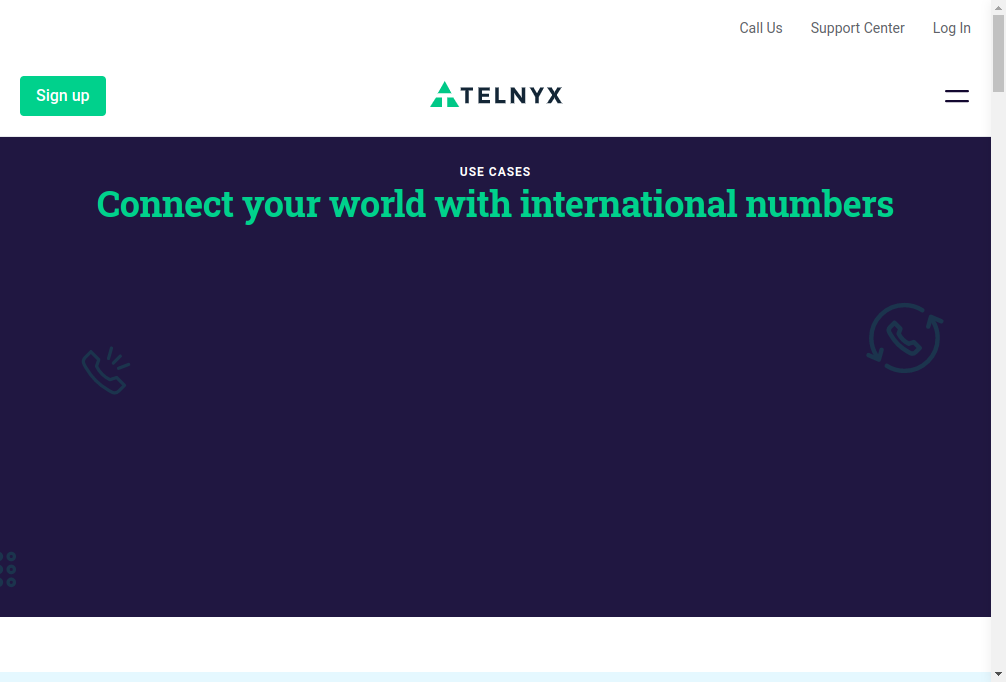 Call Us Support Center Log In
Sign up
TELNYX
USE CASES
Connect your world with international numbers